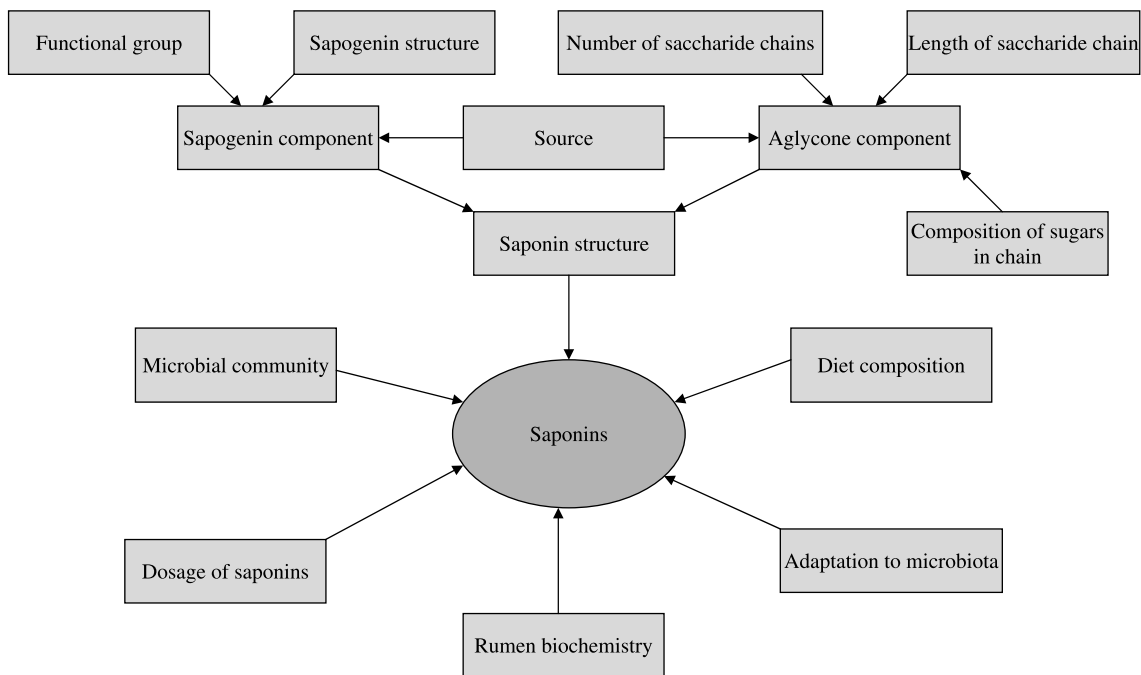 Functional group
Sapogenin structure
Number of saccharide chains
Length of saccharide chain
Sapogenin component
Source
Aglycone component
Saponin structure
Composition of sugars
in chain
Microbial community
Diet composition
Saponins
Dosage of saponins
Adaptation to microbiota
Rumen biochemistry